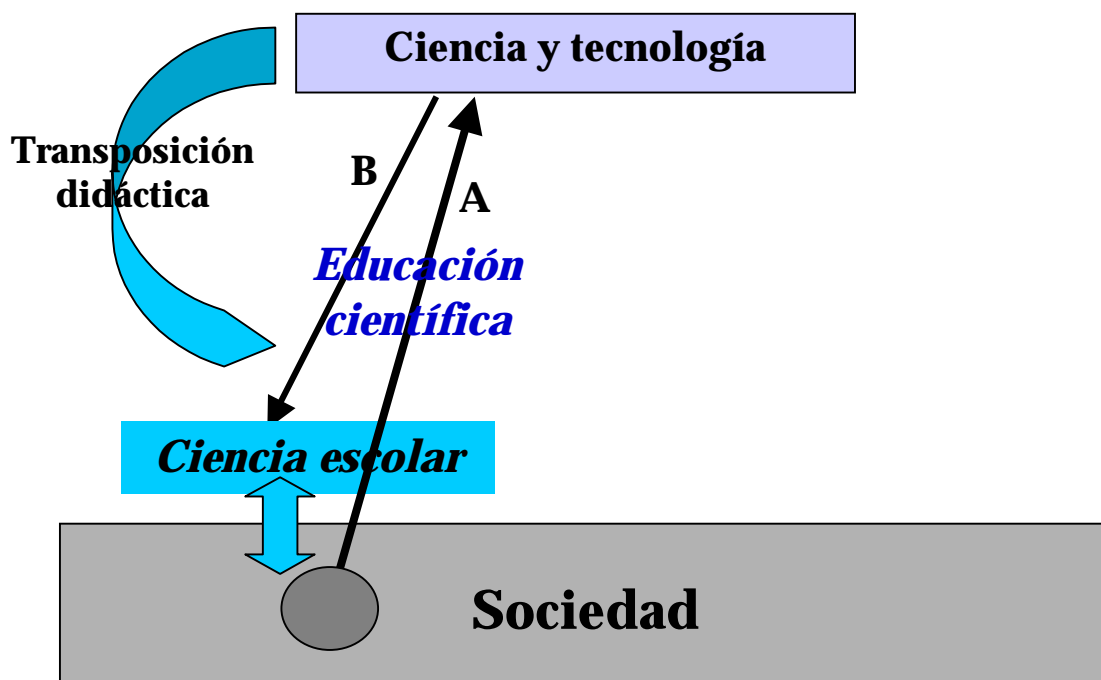 Ciencia y tecnología
Transposición
didáctica
B
A
Educación
científica
Ciencia escolar
Sociedad